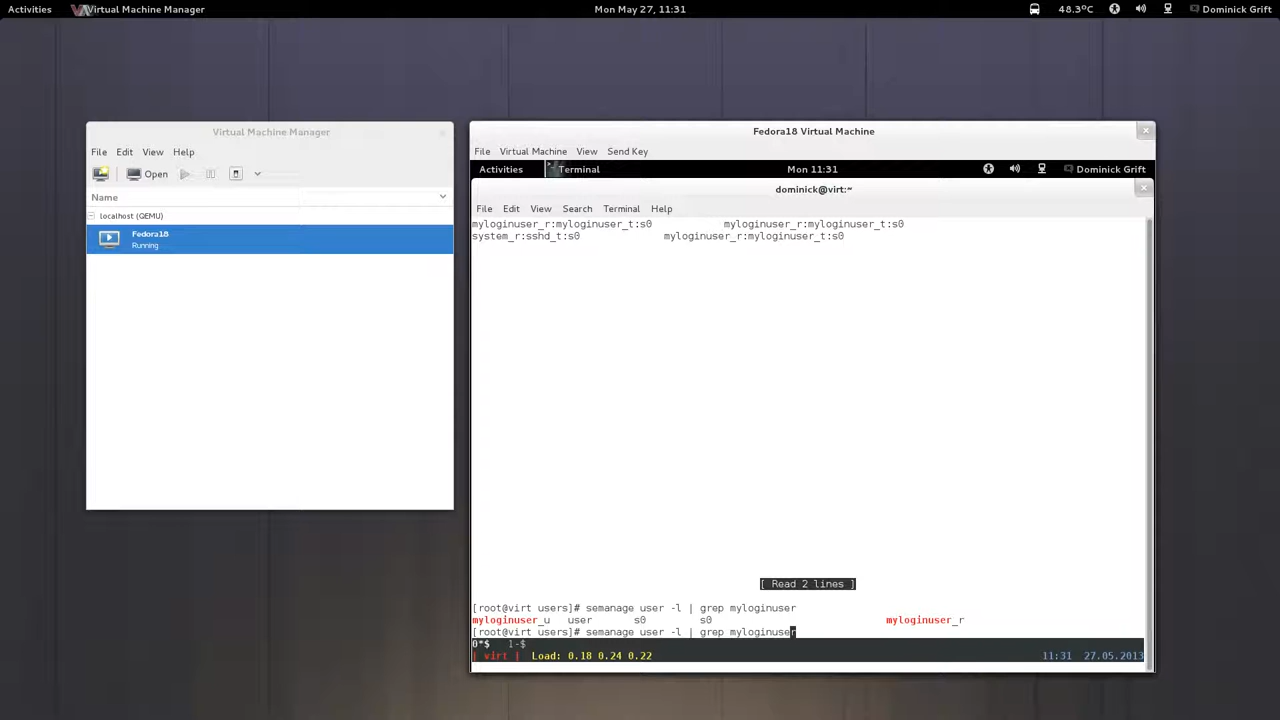 Activities Virtual Machine Manager Mon May 27, 11:31 48.3°C Dominick Grift
Virtual Machine Manager
File Edit View Help
Open
Name
localhost (QEMU)
Fedora18
Running
Fedora18 Virtual Machine
File Virtual Machine View Send Key
Activities Terminal Mon 11:31 Dominick Grift
dominick@virt:~
File Edit View Search Terminal Help
myloginuser_r:myloginuser_t:s0 myloginuser_r:myloginuser_t:s0
system_r:sshd_t:s0 myloginuser_r:myloginuser_t:s0
[ Read 2 lines ]
[root@virt users]# semanage user -l | grep myloginuser
myloginuser_u user s0 s0 myloginuser_r
[root@virt users]# semanage user -l | grep myloginuser
0*$ 1-$
| virt | Load: 0.18 0.24 0.22 11:31 27.05.2013